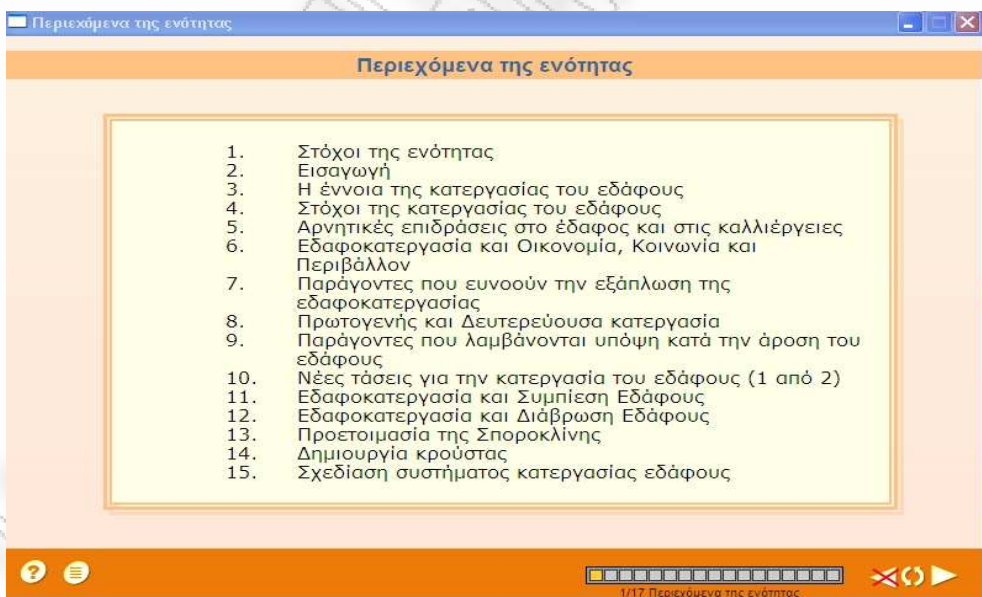 Περιεχόμενα της ενότητας
Περιεχόμενα της ενότητας
1. Στόχοι της ενότητας
2. Εισαγωγή
3. Η έννοια της κατεργασίας του εδάφους
4. Στόχοι της κατεργασίας του εδάφους
5. Αρνητικές επιδράσεις στο έδαφος και στις καλλιέργειες
6. Εδαφοκατεργασία και Οικονομία, Κοινωνία και
Περιβάλλον
7. Παράγοντες που ευνοούν την εξάπλωση της
εδαφοκατεργασίας
8. Πρωτογενής και Δευτερεύουσα κατεργασία
9. Παράγοντες που λαμβάνονται υπόψη κατά την άροση του
εδάφους
10. Νέες τάσεις για την κατεργασία του εδάφους (1 από 2)
11. Εδαφοκατεργασία και Συμπίεση Εδάφους
12. Εδαφοκατεργασία και Διάβρωση Εδάφους
13. Προετοιμασία της Σποροκλίνης
14. Δημιουργία κρούστας
15. Σχεδίαση συστήματος κατεργασίας εδάφους
?
1/17 Περιεχόμενα της ενότητας